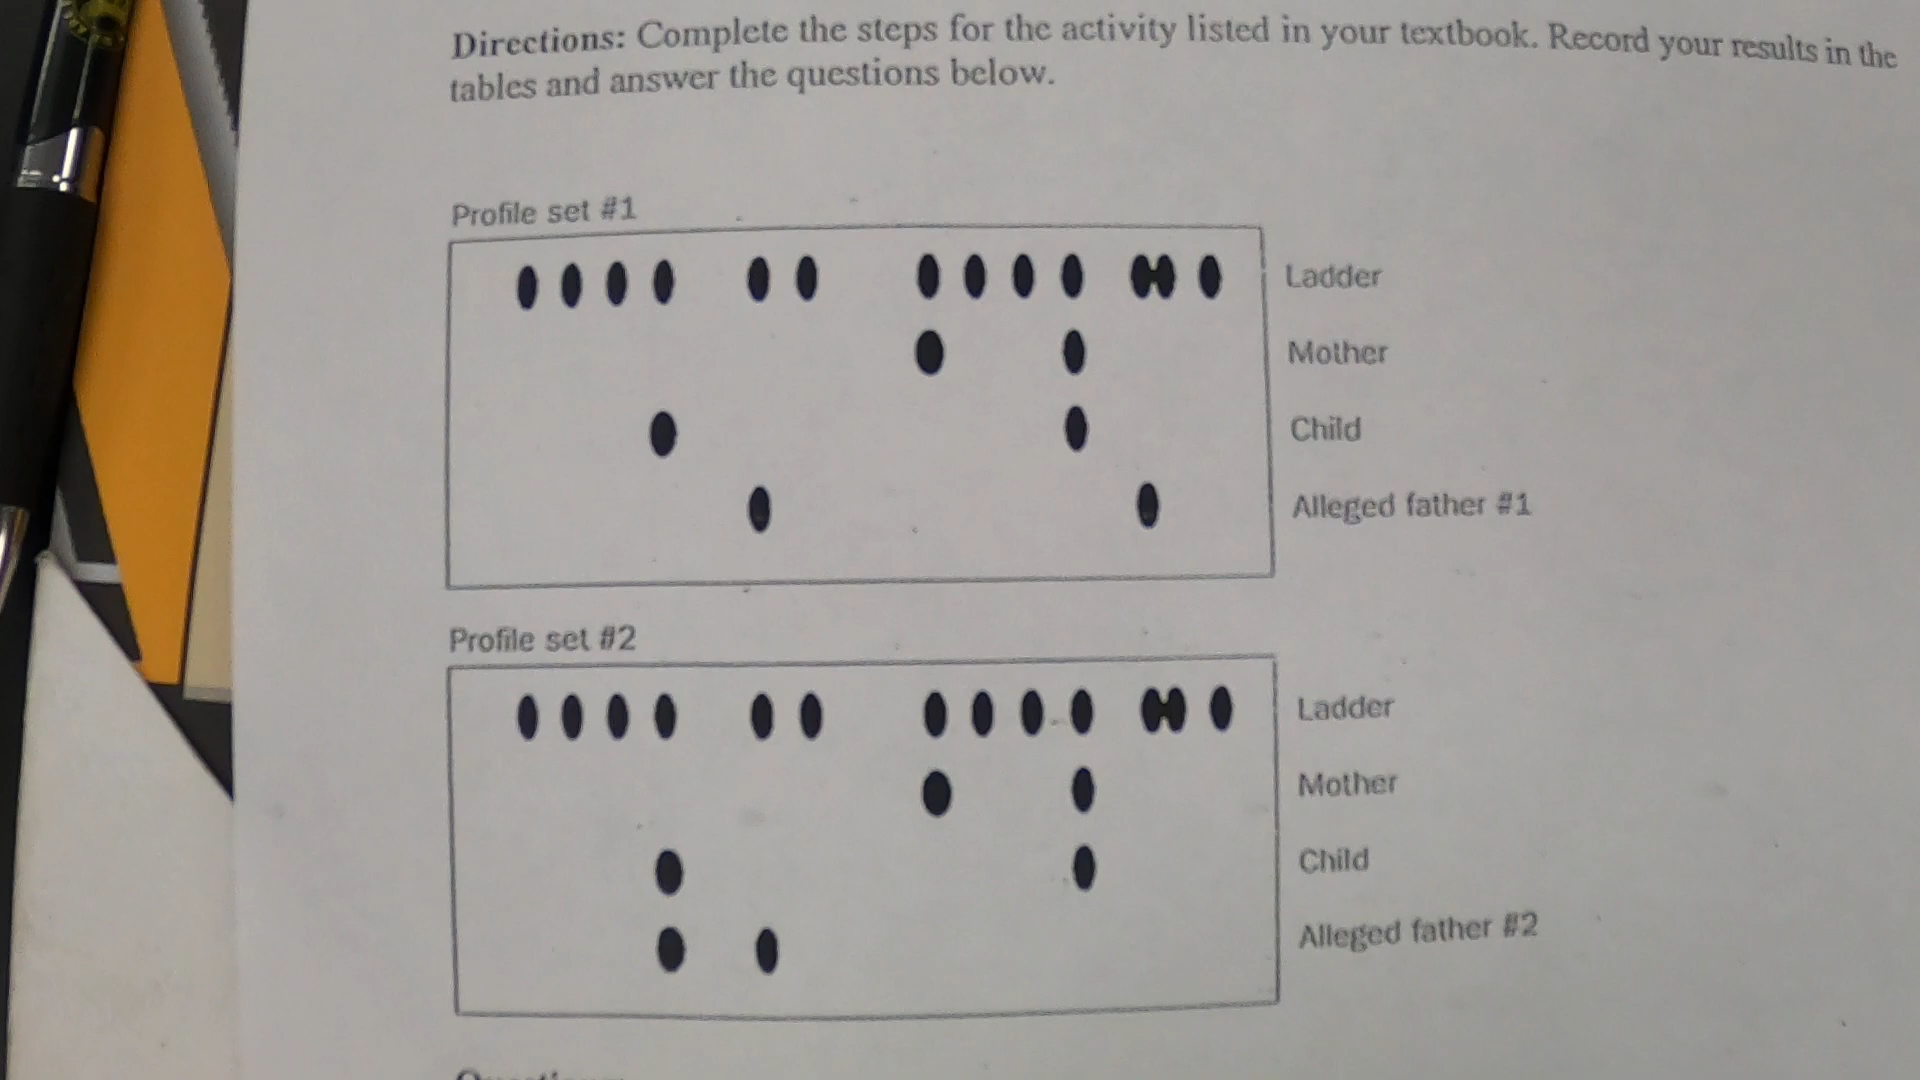 Directions: Complete the steps for the activity listed in your textbook. Record your results in the
tables and answer the questions below.
Profile set #1
Ladder
Mother
Child
Alleged father #1
Profile set #2
Ladder
Mother
Child
Alleged father #2